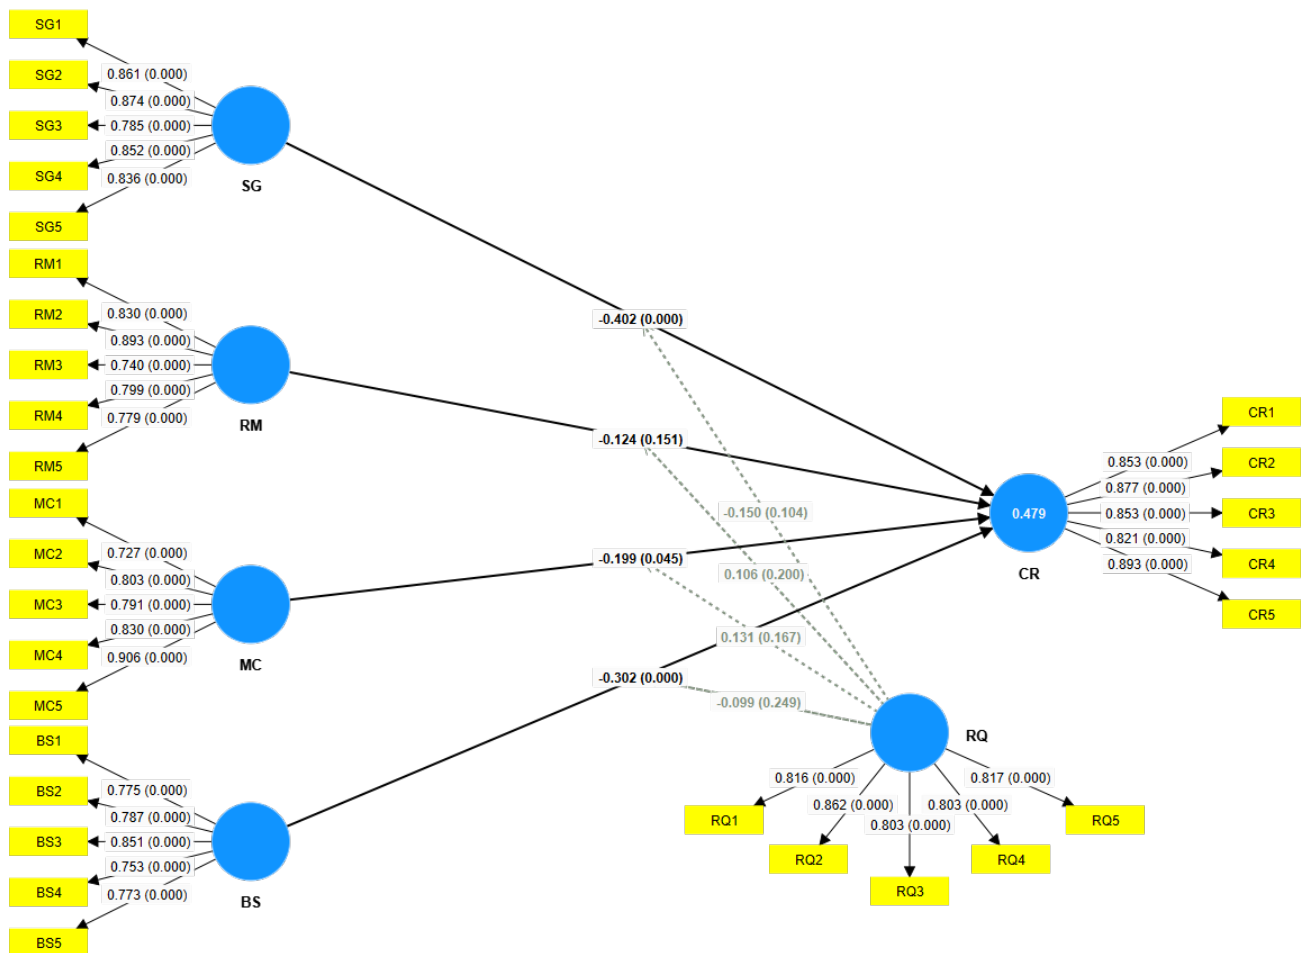 SG1
SG2
SG3
SG4
SG5
0.861 (0.000)
0.874 (0.000)
0.785 (0.000)
0.852 (0.000)
0.836 (0.000)
SG
RM1
RM2
RM3
RM4
RM5
0.830 (0.000)
0.893 (0.000)
0.740 (0.000)
0.799 (0.000)
0.779 (0.000)
RM
MC1
MC2
MC3
MC4
MC5
0.727 (0.000)
0.803 (0.000)
0.791 (0.000)
0.830 (0.000)
0.906 (0.000)
MC
BS1
BS2
BS3
BS4
BS5
0.775 (0.000)
0.787 (0.000)
0.851 (0.000)
0.753 (0.000)
0.773 (0.000)
BS
-0.402 (0.000)
-0.124 (0.151)
-0.199 (0.045)
-0.302 (0.000)
-0.150 (0.104)
0.106 (0.200)
0.131 (0.167)
-0.099 (0.249)
0.479
CR
0.853 (0.000)
0.877 (0.000)
0.853 (0.000)
0.821 (0.000)
0.893 (0.000)
CR1
CR2
CR3
CR4
CR5
RQ
0.816 (0.000)
0.862 (0.000)
0.803 (0.000)
0.803 (0.000)
0.817 (0.000)
RQ1
RQ2
RQ3
RQ4
RQ5